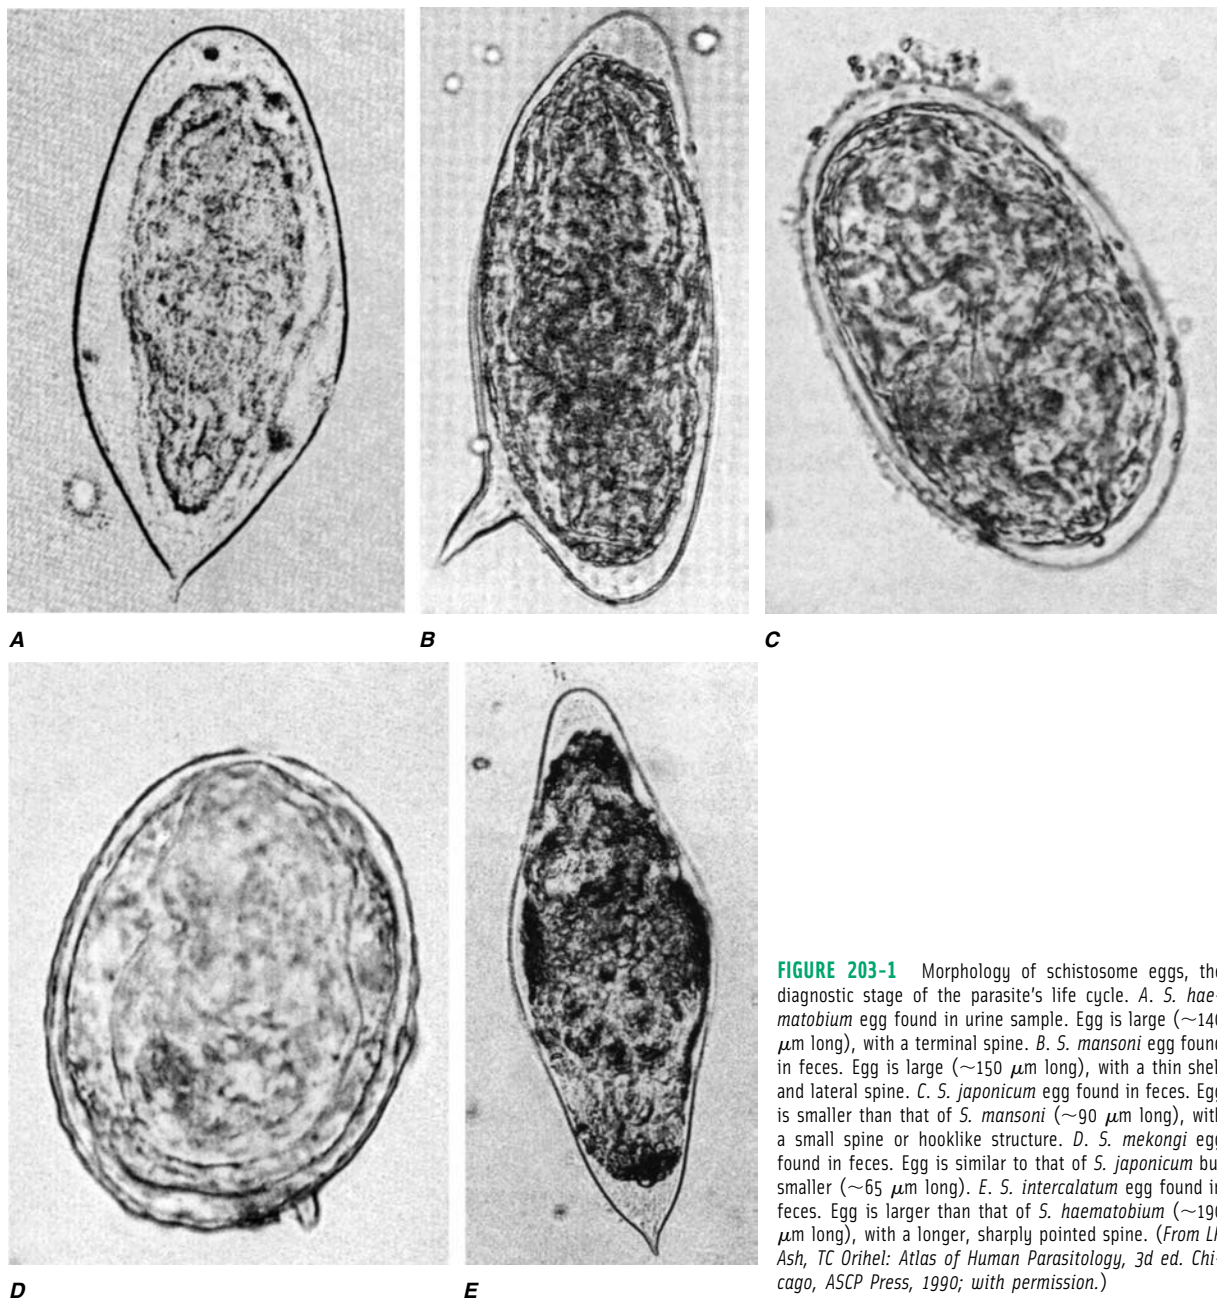 A
B
C
D
E
FIGURE 203-1 Morphology of schistosome eggs, the
diagnostic stage of the parasite's life cycle. A. S. hae-
matobium egg found in urine sample. Egg is large (~140
μm long), with a terminal spine. B. S. mansoni egg found
in feces. Egg is large (~150 μm long), with a thin shell
and lateral spine. C. S. japonicum egg found in feces. Egg
is smaller than that of S. mansoni (~90 μm long), with
a small spine or hooklike structure. D. S. mekongi egg
found in feces. Egg is similar to that of S. japonicum bu
smaller (~65 μm long). E. S. intercalatum egg found in
feces. Egg is larger than that of S. haematobium (~190
μm long), with a longer, sharply pointed spine. (From
Ash, TC Orihel: Atlas of Human Parasitology, 3d ed. Chi-
cago, ASCP Press, 1990; with permission.)